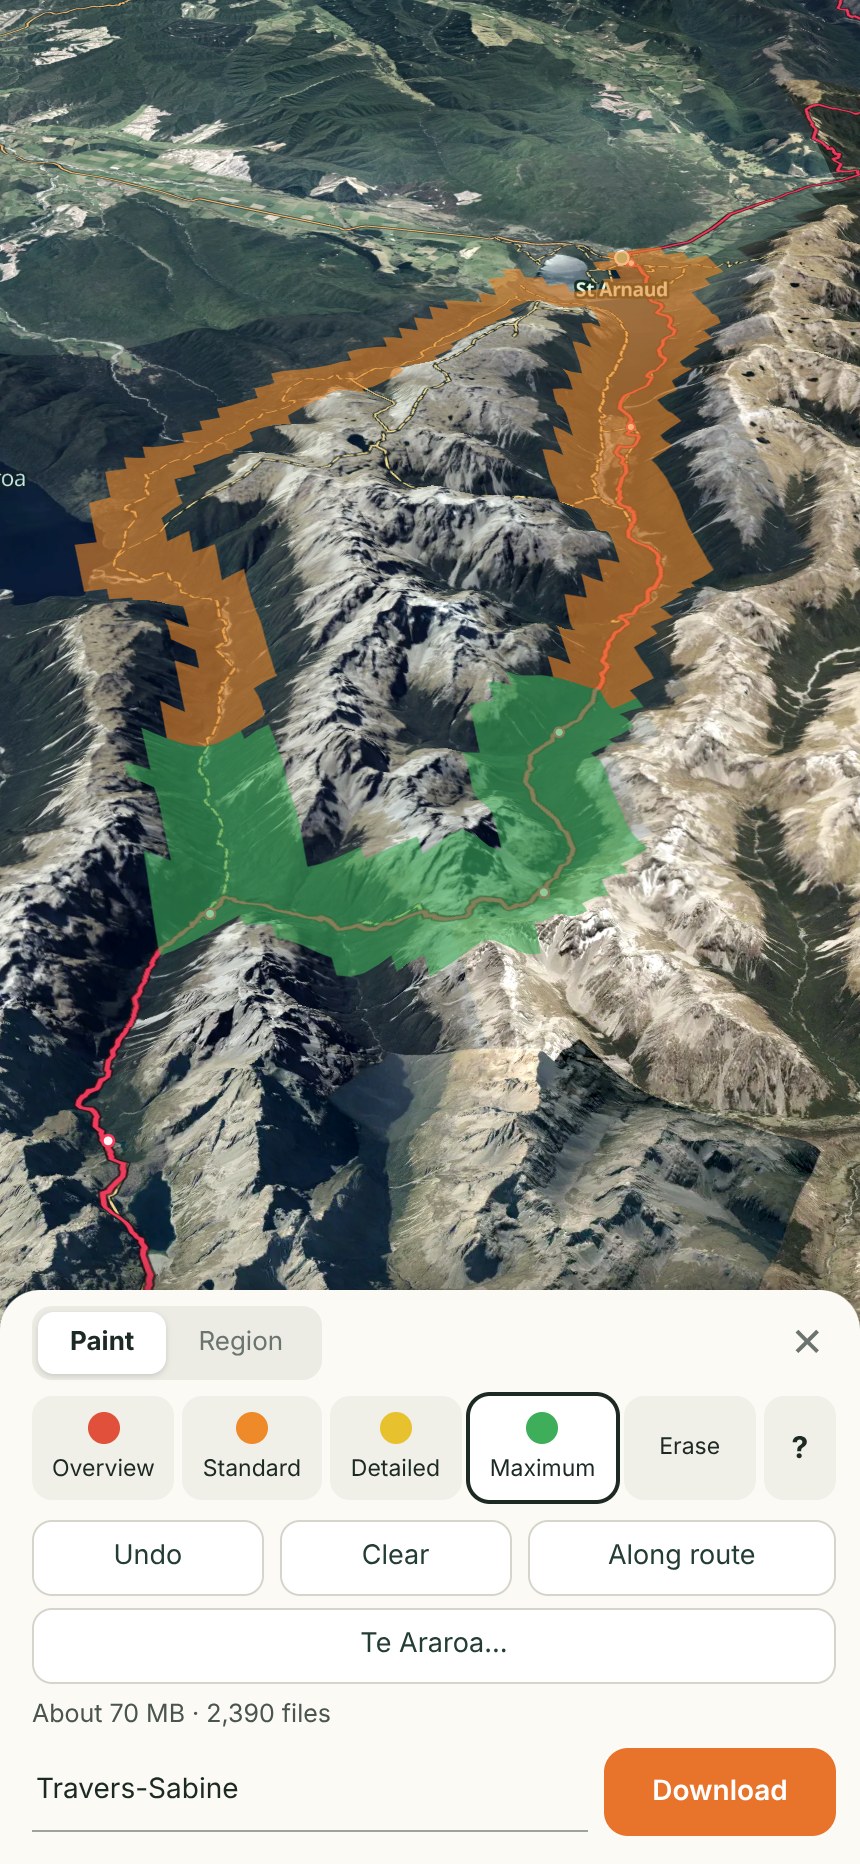 St Arnaud
roa
Paint
Region
Overview
Standard
Detailed
Maximum
Erase
?
Undo
Clear
Along route
Te Araroa...
About 70 MB · 2,390 files
Travers-Sabine
Download